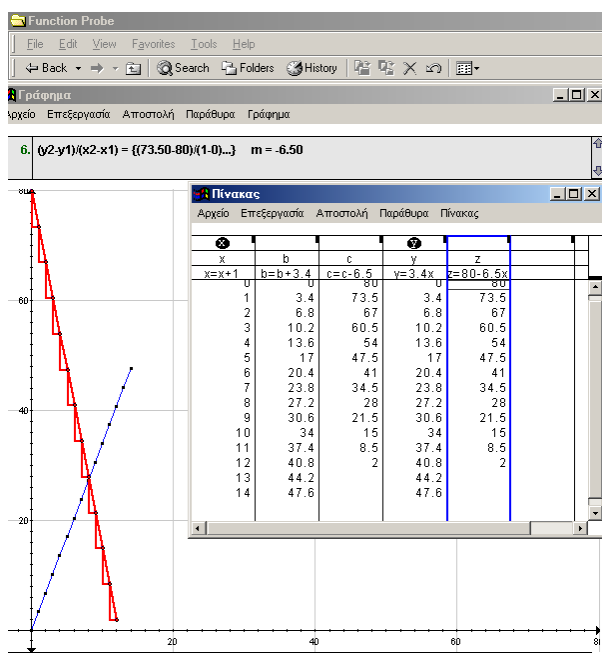 Function Probe
File Edit View Favorites Tools Help
Back Search Folders History
Γράφημα
Αρχείο Επεξεργασία Αποστολή Παράθυρα Γράφημα
6. (y2-y1)/(x2-x1) = {(73.50-80)/(1-0)...} m = -6.50
Πίνακας
Αρχείο Επεξεργασία Αποστολή Παράθυρα Πίνακας
x y
x b c y z
x=x+1 b=b+3.4 c=c-6.5 y=3.4x z=80-6.5x
0 0 80 0 80
1 3.4 73.5 3.4 73.5
2 6.8 67 6.8 67
3 10.2 60.5 10.2 60.5
4 13.6 54 13.6 54
5 17 47.5 17 47.5
6 20.4 41 20.4 41
7 23.8 34.5 23.8 34.5
8 27.2 28 27.2 28
9 30.6 21.5 30.6 21.5
10 34 15 34 15
11 37.4 8.5 37.4 8.5
12 40.8 2 40.8 2
13 44.2 44.2
14 47.6 47.6
80
60
40
20
20 40 60 8